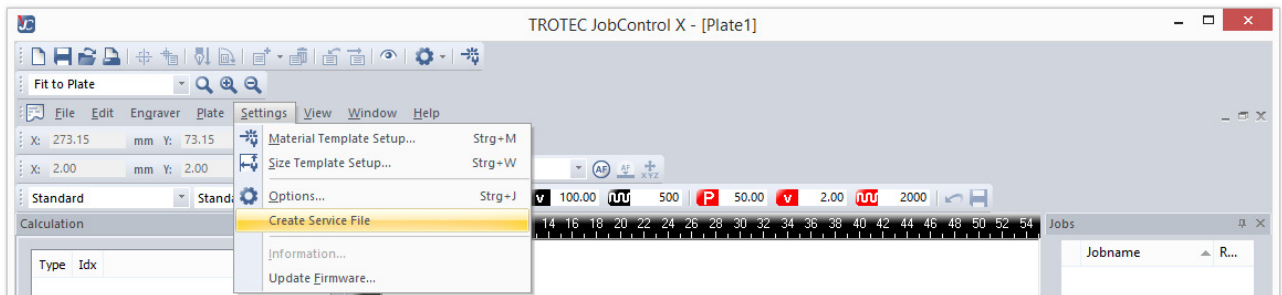 JC TROTEC JobControl X - [Plate1]
Fit to Plate
File Edit Engraver Plate Settings View Window Help
X: 273.15 mm Y: 73.15 Material Template Setup... Strg+M
X: 2.00 mm Y: 2.00 Size Template Setup... Strg+W AF AF XYZ
Standard Standa Options... Strg+J v 100.00 500 P 50.00 v 2.00 2000
Calculation Create Service File 14 16 18 20 22 24 26 28 30 32 34 36 38 40 42 44 46 48 50 52 54 Jobs
Information... Jobname R...
Type Idx
Update Firmware...